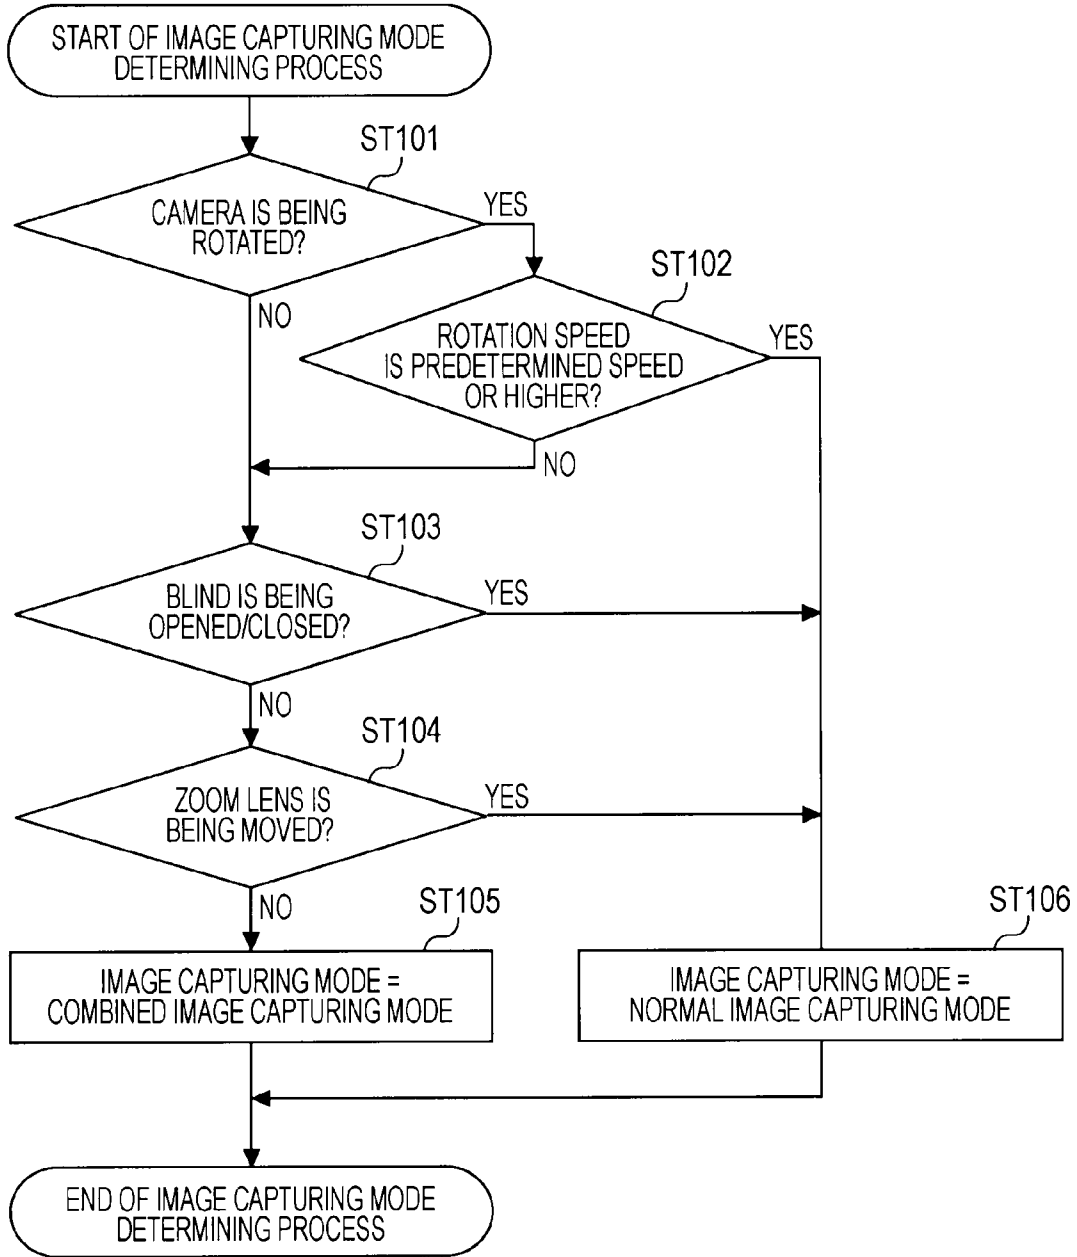 START OF IMAGE CAPTURING MODE
DETERMINING PROCESS
ST101
CAMERA IS BEING
ROTATED?
YES
NO
ST102
ROTATION SPEED
IS PREDETERMINED SPEED
OR HIGHER?
YES
NO
ST103
BLIND IS BEING
OPENED/CLOSED?
YES
NO
ST104
ZOOM LENS IS
BEING MOVED?
YES
NO
ST105
IMAGE CAPTURING MODE =
COMBINED IMAGE CAPTURING MODE
ST106
IMAGE CAPTURING MODE =
NORMAL IMAGE CAPTURING MODE
END OF IMAGE CAPTURING MODE
DETERMINING PROCESS